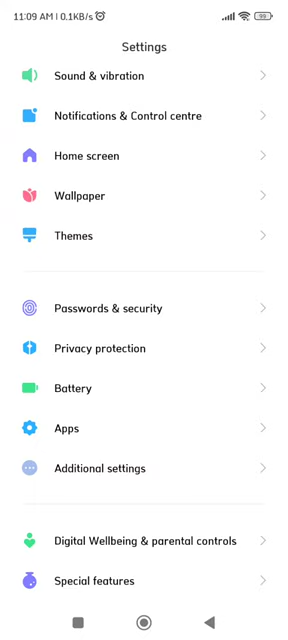 11:09 AM | 0.1KB/s
99
Settings
Sound & vibration
Notifications & Control centre
Home screen
Wallpaper
Themes
Passwords & security
Privacy protection
Battery
Apps
Additional settings
Digital Wellbeing & parental controls
Special features